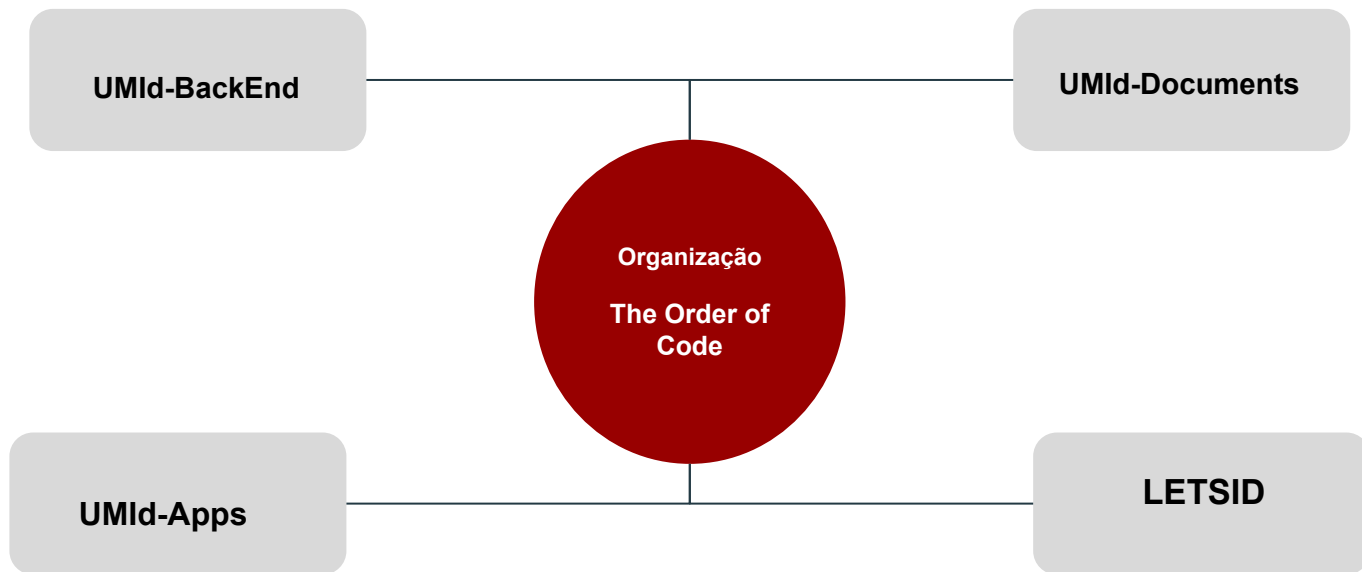 UMId-BackEnd
UMId-Documents
Organização
The Order of
Code
UMId-Apps
LETSID